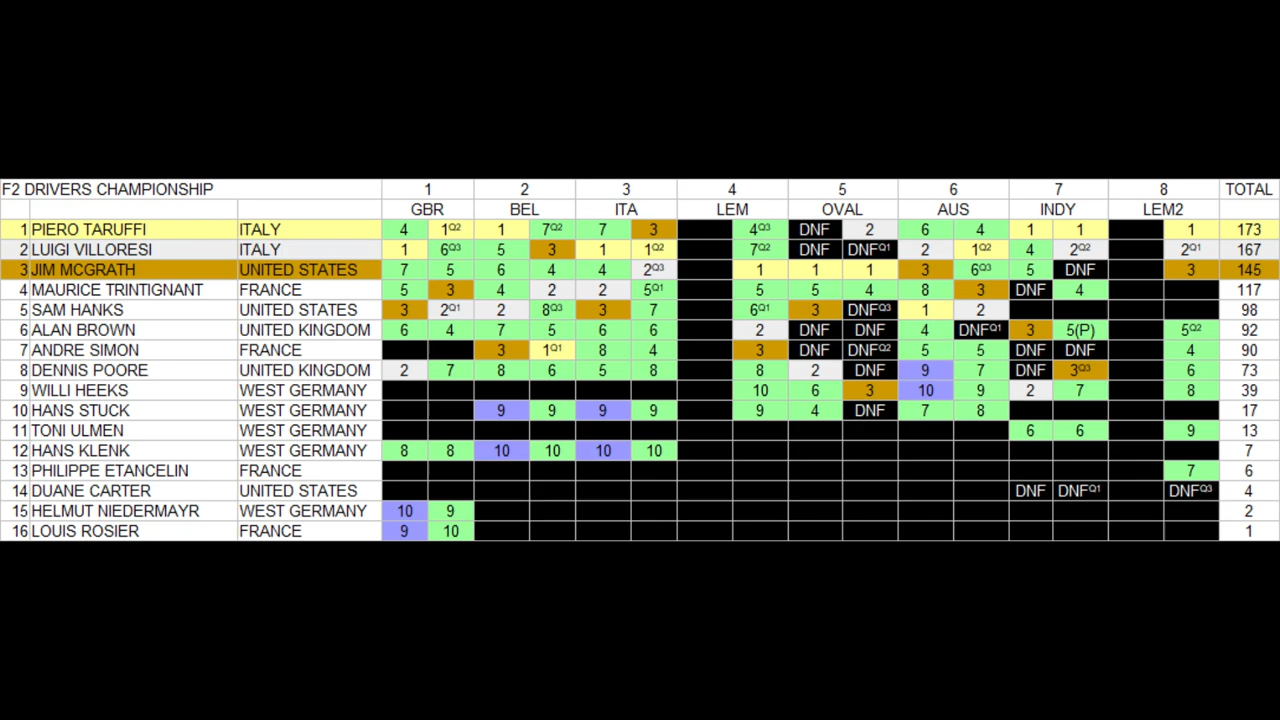 F2 DRIVERS CHAMPIONSHIP 1 2 3 4 5 6 7 8 TOTAL
GBR BEL ITA LEM OVAL AUS INDY LEM2
1 PIERO TARUFFI ITALY 4 1Q2 1 7Q2 7 3 4Q3 DNF 2 6 4 1 1 1 173
2 LUIGI VILLORESI ITALY 1 6Q3 5 3 1 1Q2 7Q2 DNF DNFQ1 2 1Q2 4 2Q2 2Q1 167
3 JIM MCGRATH UNITED STATES 7 5 6 4 4 2Q3 1 1 1 3 6Q3 5 DNF 3 145
4 MAURICE TRINTIGNANT FRANCE 5 3 4 2 2 5Q1 5 5 4 8 3 DNF 4 117
5 SAM HANKS UNITED STATES 3 2Q1 2 8Q3 3 7 6Q1 3 DNFQ3 1 2 98
6 ALAN BROWN UNITED KINGDOM 6 4 7 5 6 6 2 DNF DNF 4 DNFQ1 3 5(P) 5Q2 92
7 ANDRE SIMON FRANCE 3 1Q1 8 4 3 DNF DNFQ2 5 5 DNF DNF 4 90
8 DENNIS POORE UNITED KINGDOM 2 7 8 6 5 8 8 2 DNF 9 7 DNF 3Q3 6 73
9 WILLI HEEKS WEST GERMANY 10 6 3 10 9 2 7 8 39
10 HANS STUCK WEST GERMANY 9 9 9 9 9 4 DNF 7 8 17
11 TONI ULMEN WEST GERMANY 6 6 9 13
12 HANS KLENK WEST GERMANY 8 8 10 10 10 10 7
13 PHILIPPE ETANCELIN FRANCE 7 6
14 DUANE CARTER UNITED STATES DNF DNFQ1 DNFQ3 4
15 HELMUT NIEDERMAYR WEST GERMANY 10 9 2
16 LOUIS ROSIER FRANCE 9 10 1